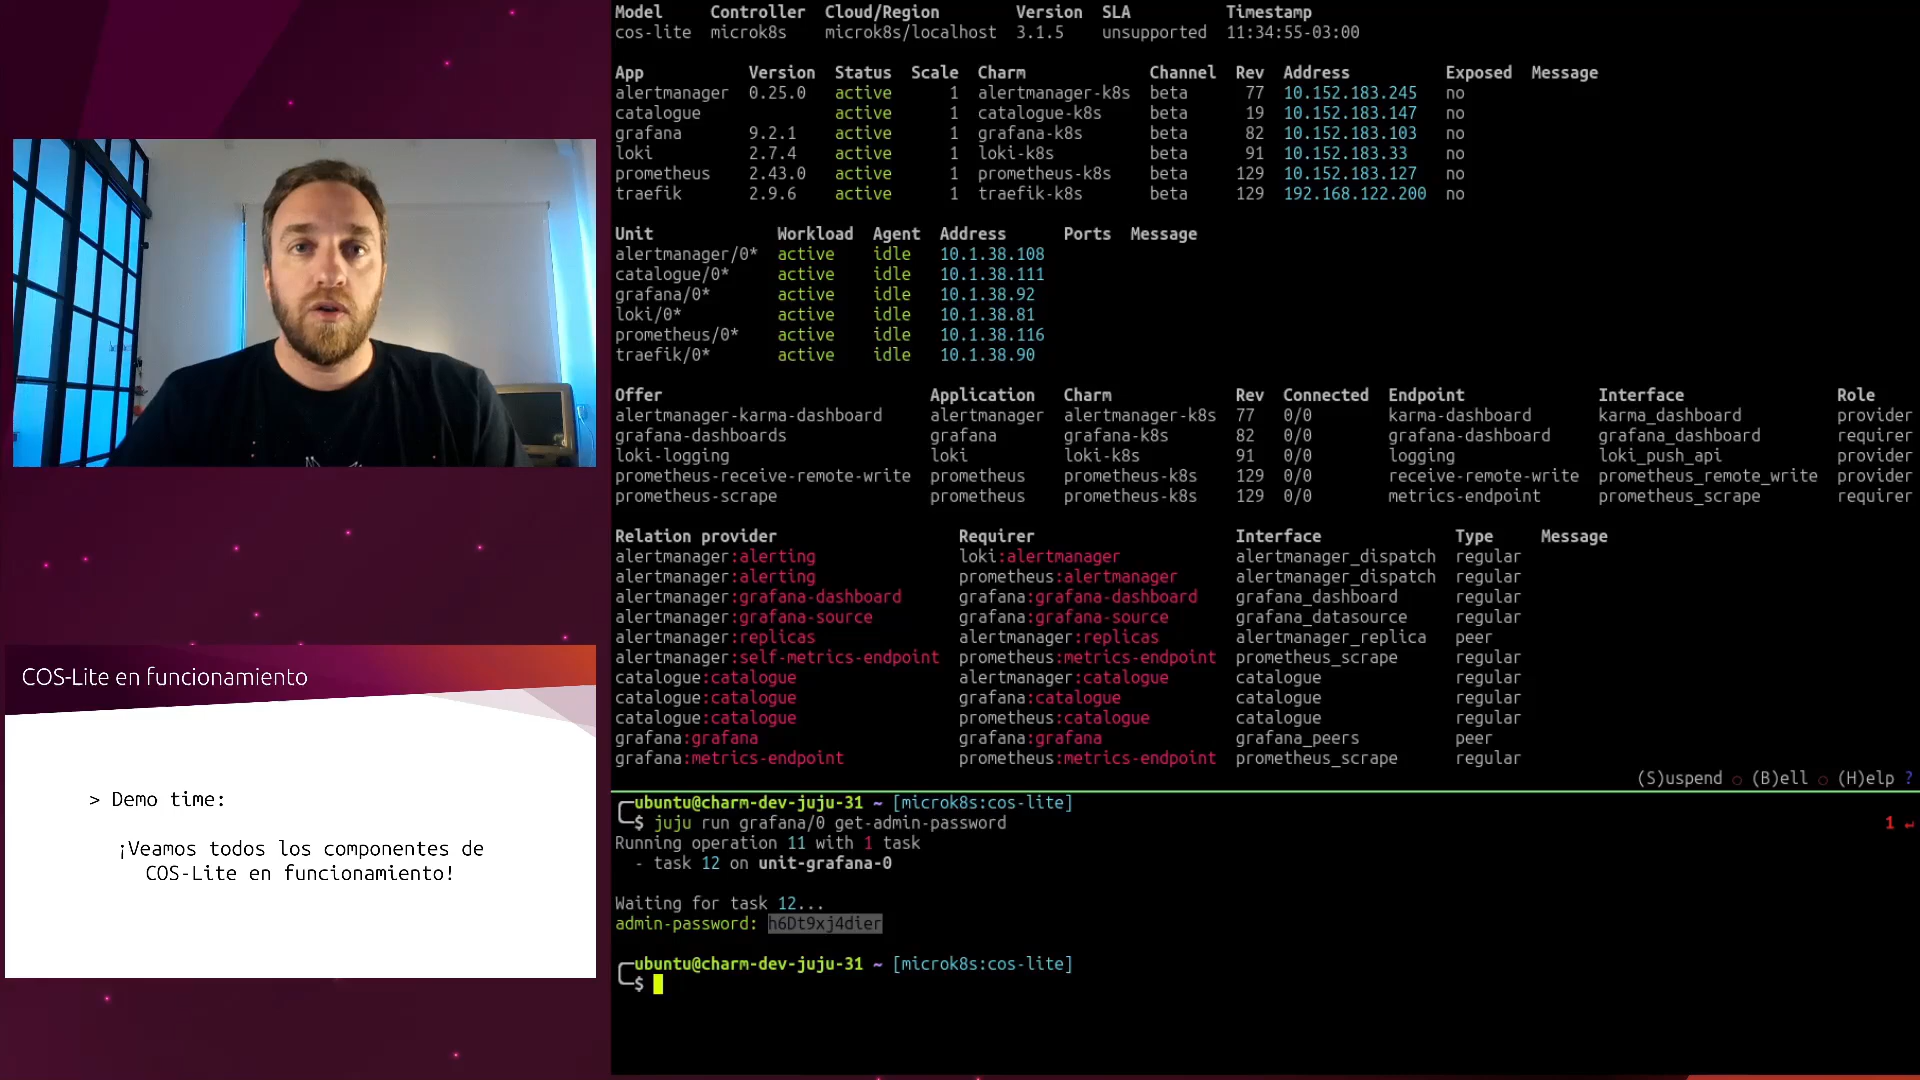 Model Controller Cloud/Region Version SLA Timestamp
cos-lite microk8s microk8s/localhost 3.1.5 unsupported 11:34:55-03:00
App Version Status Scale Charm Channel Rev Address Exposed Message
alertmanager 0.25.0 active 1 alertmanager-k8s beta 77 10.152.183.245 no
catalogue active 1 catalogue-k8s beta 19 10.152.183.147 no
grafana 9.2.1 active 1 grafana-k8s beta 82 10.152.183.103 no
loki 2.7.4 active 1 loki-k8s beta 91 10.152.183.33 no
prometheus 2.43.0 active 1 prometheus-k8s beta 129 10.152.183.127 no
traefik 2.9.6 active 1 traefik-k8s beta 129 192.168.122.200 no
Unit Workload Agent Address Ports Message
alertmanager/0* active idle 10.1.38.108
catalogue/0* active idle 10.1.38.111
grafana/0* active idle 10.1.38.92
loki/0* active idle 10.1.38.81
prometheus/0* active idle 10.1.38.116
traefik/0* active idle 10.1.38.90
Offer Application Charm Rev Connected Endpoint Interface Role
alertmanager-karma-dashboard alertmanager alertmanager-k8s 77 0/0 karma-dashboard karma_dashboard provider
grafana-dashboards grafana grafana-k8s 82 0/0 grafana-dashboard grafana_dashboard requirer
loki-logging loki loki-k8s 91 0/0 logging loki_push_api provider
prometheus-receive-remote-write prometheus prometheus-k8s 129 0/0 receive-remote-write prometheus_remote_write provider
prometheus-scrape prometheus prometheus-k8s 129 0/0 metrics-endpoint prometheus_scrape requirer
Relation provider Requirer Interface Type Message
alertmanager:alerting loki:alertmanager alertmanager_dispatch regular
alertmanager:alerting prometheus:alertmanager alertmanager_dispatch regular
alertmanager:grafana-dashboard grafana:grafana-dashboard grafana_dashboard regular
alertmanager:grafana-source grafana:grafana-source grafana_datasource regular
alertmanager:replicas alertmanager:replicas alertmanager_replica peer
alertmanager:self-metrics-endpoint prometheus:metrics-endpoint prometheus_scrape regular
catalogue:catalogue alertmanager:catalogue catalogue regular
catalogue:catalogue grafana:catalogue catalogue regular
catalogue:catalogue prometheus:catalogue catalogue regular
grafana:grafana grafana:grafana grafana_peers peer
grafana:metrics-endpoint prometheus:metrics-endpoint prometheus_scrape regular
(S)uspend ○ (B)ell ○ (H)elp ?
ubuntu@charm-dev-juju-31 ~ [microk8s:cos-lite]
$ juju run grafana/0 get-admin-password 1 ↵
Running operation 11 with 1 task
- task 12 on unit-grafana-0
Waiting for task 12...
admin-password: h6Dt9xj4dier
ubuntu@charm-dev-juju-31 ~ [microk8s:cos-lite]
$
COS-Lite en funcionamiento
> Demo time:
¡Veamos todos los componentes de
COS-Lite en funcionamiento!